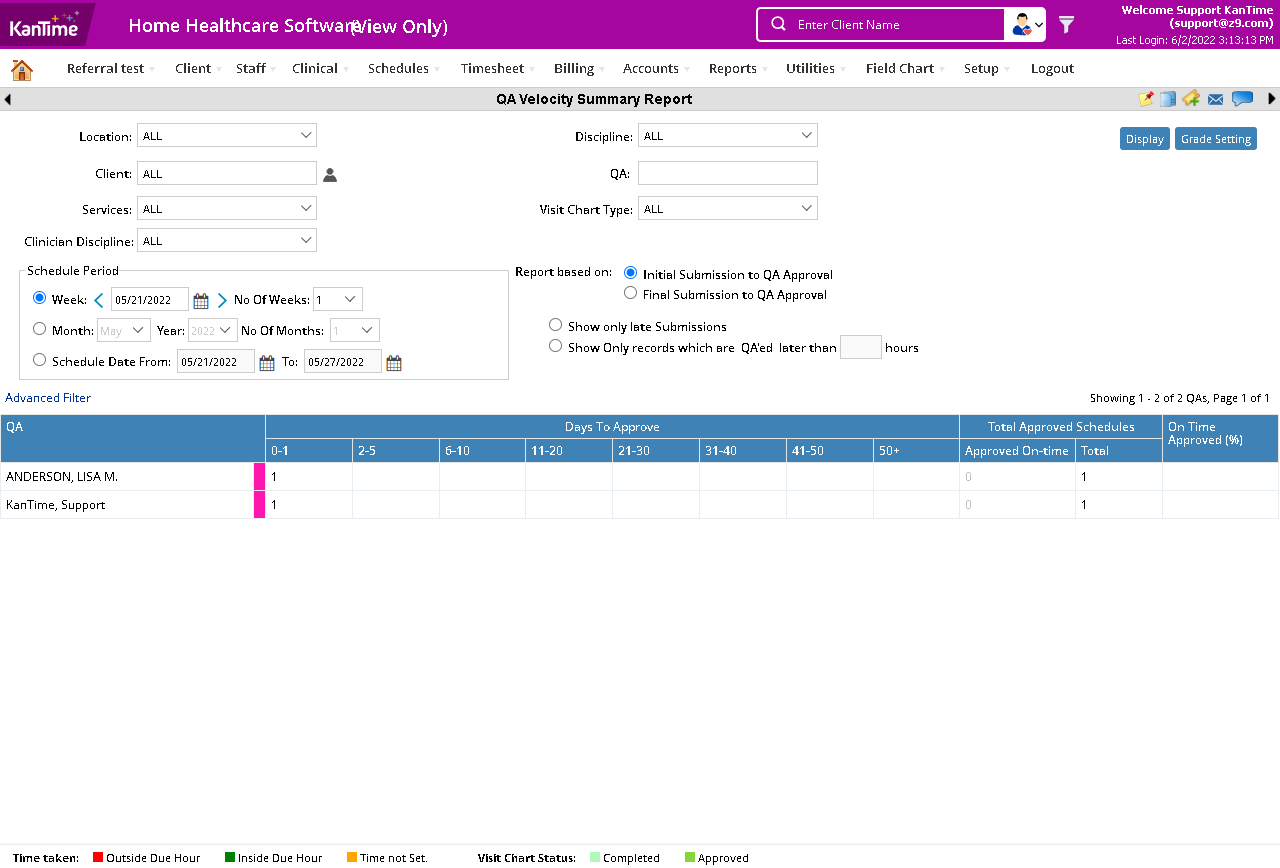 KanTime
Home Healthcare Software(View Only)
Enter Client Name
Welcome Support KanTime
(support@z9.com)
Last Login: 6/2/2022 3:13:13 PM
Referral test Client Staff Clinical Schedules Timesheet Billing Accounts Reports Utilities Field Chart Setup Logout
QA Velocity Summary Report
Location: ALL Discipline: ALL Display Grade Setting
Client: ALL QA:
Services: ALL Visit Chart Type: ALL
Clinician Discipline: ALL
Schedule Period Report based on: Initial Submission to QA Approval
Final Submission to QA Approval
Week: 05/21/2022 No Of Weeks: 1
Month: May Year: 2022 No Of Months: 1 Show only late Submissions
Show Only records which are QA'ed later than hours
Schedule Date From: 05/21/2022 To: 05/27/2022
Advanced Filter Showing 1 - 2 of 2 QAs, Page 1 of 1
QA Days To Approve Total Approved Schedules On Time
Approved (%)
0-1 2-5 6-10 11-20 21-30 31-40 41-50 50+ Approved On-time Total
ANDERSON, LISA M. 1 0 1
KanTime, Support 1 0 1
Time taken: Outside Due Hour Inside Due Hour Time not Set. Visit Chart Status: Completed Approved